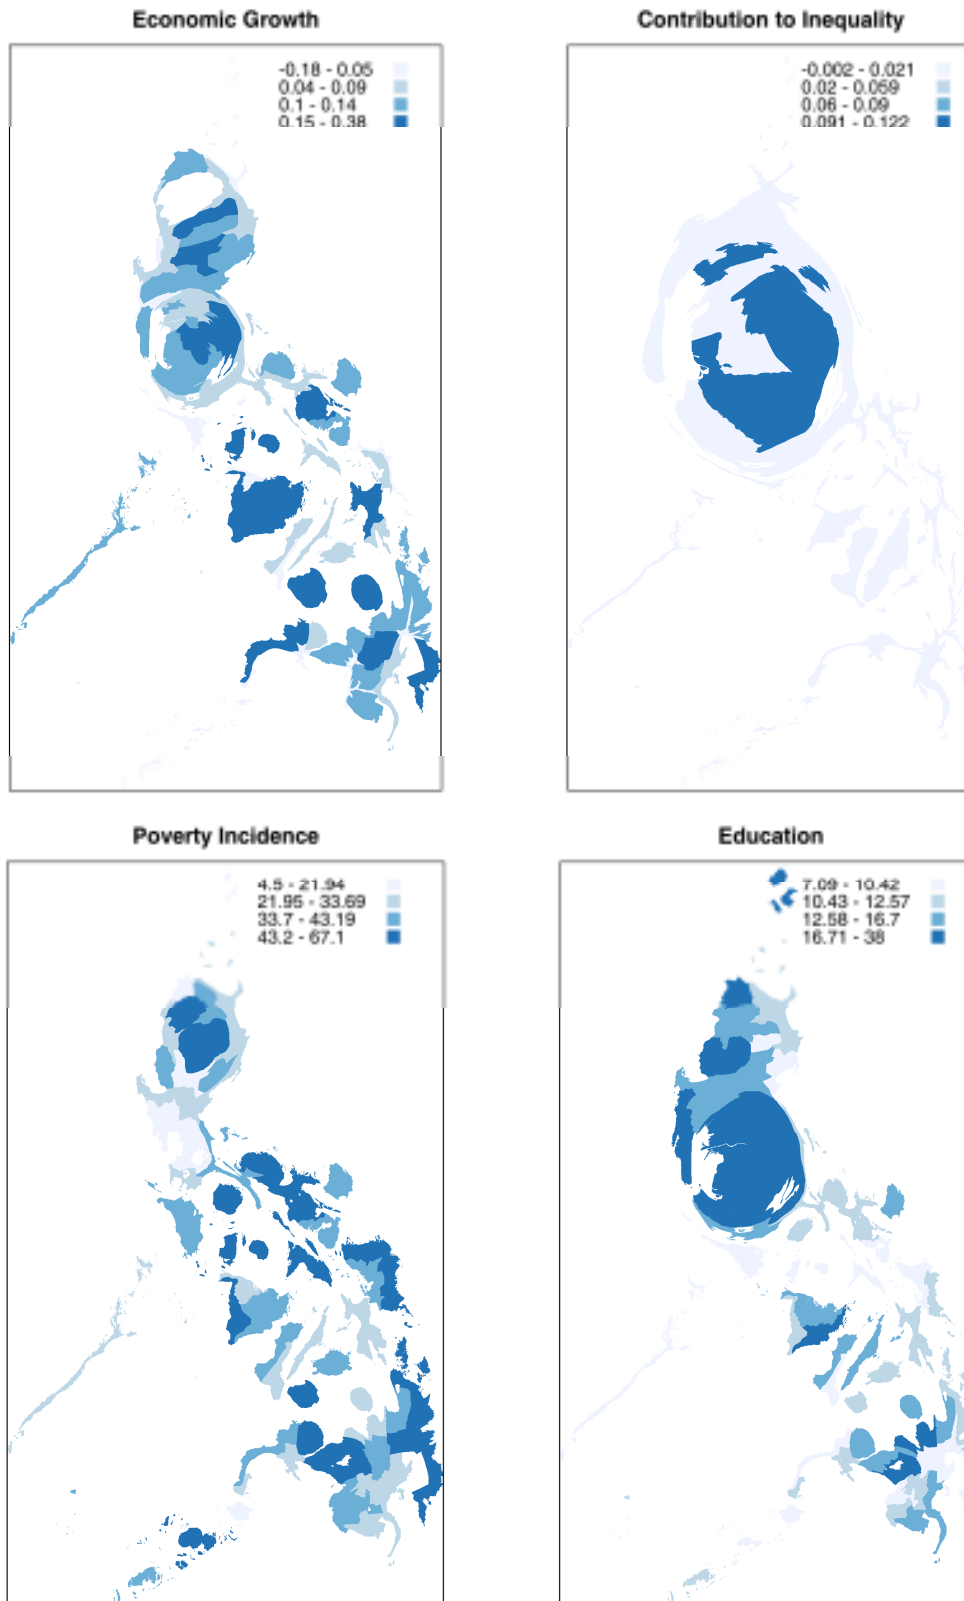 Economic Growth
-0.18 - 0.05
0.04 - 0.09
0.1 - 0.14
0.15 - 0.38
Contribution to Inequality
-0.002 - 0.021
0.02 - 0.059
0.06 - 0.09
0.091 - 0.122
Poverty Incidence
4.5 - 21.94
21.95 - 33.69
33.7 - 43.19
43.2 - 67.1
Education
7.09 - 10.42
10.43 - 12.57
12.58 - 16.7
16.71 - 38